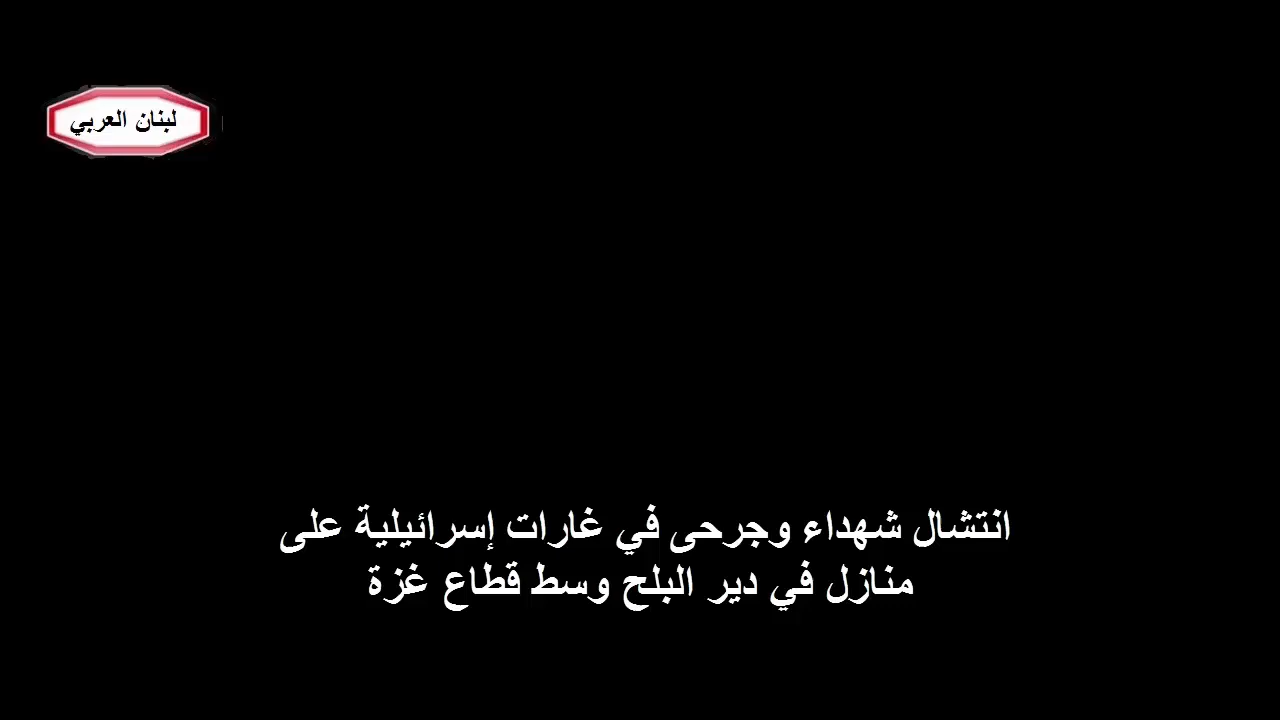 لبنان العربي
انتشال شهداء وجرحى في غارات إسرائيلية على
منازل في دير البلح وسط قطاع غزة